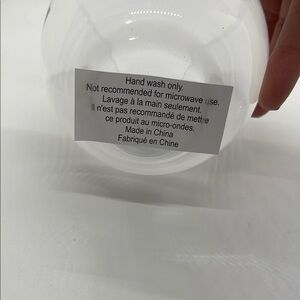 Hand wash only.
Not recommended for microwave use.
Lavage à la main seulement.
Il n'est pas recommandé de mettre
ce produit au micro-ondes.
Made in China
Fabriqué en Chine